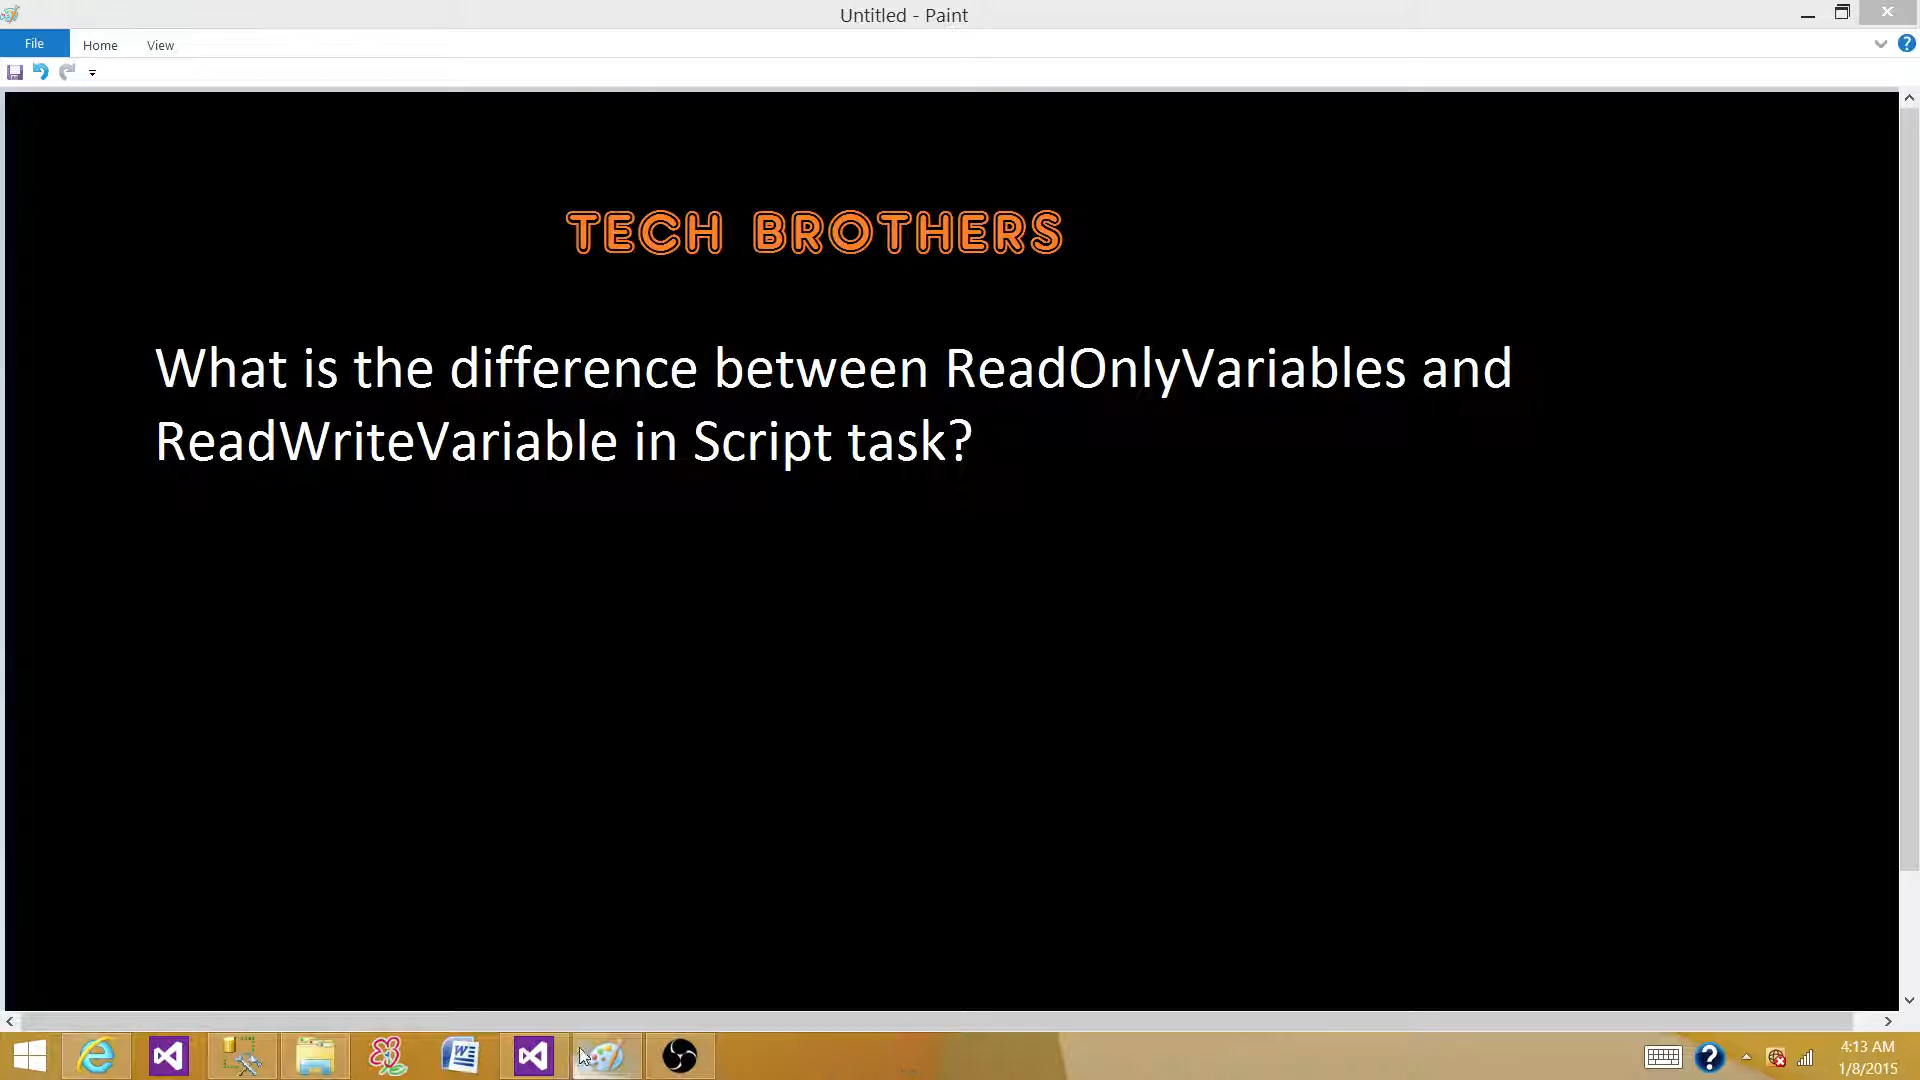 Untitled - Paint
File Home View
TECH BROTHERS
What is the difference between ReadOnlyVariables and
ReadWriteVariable in Script task?
4:13 AM
1/8/2015